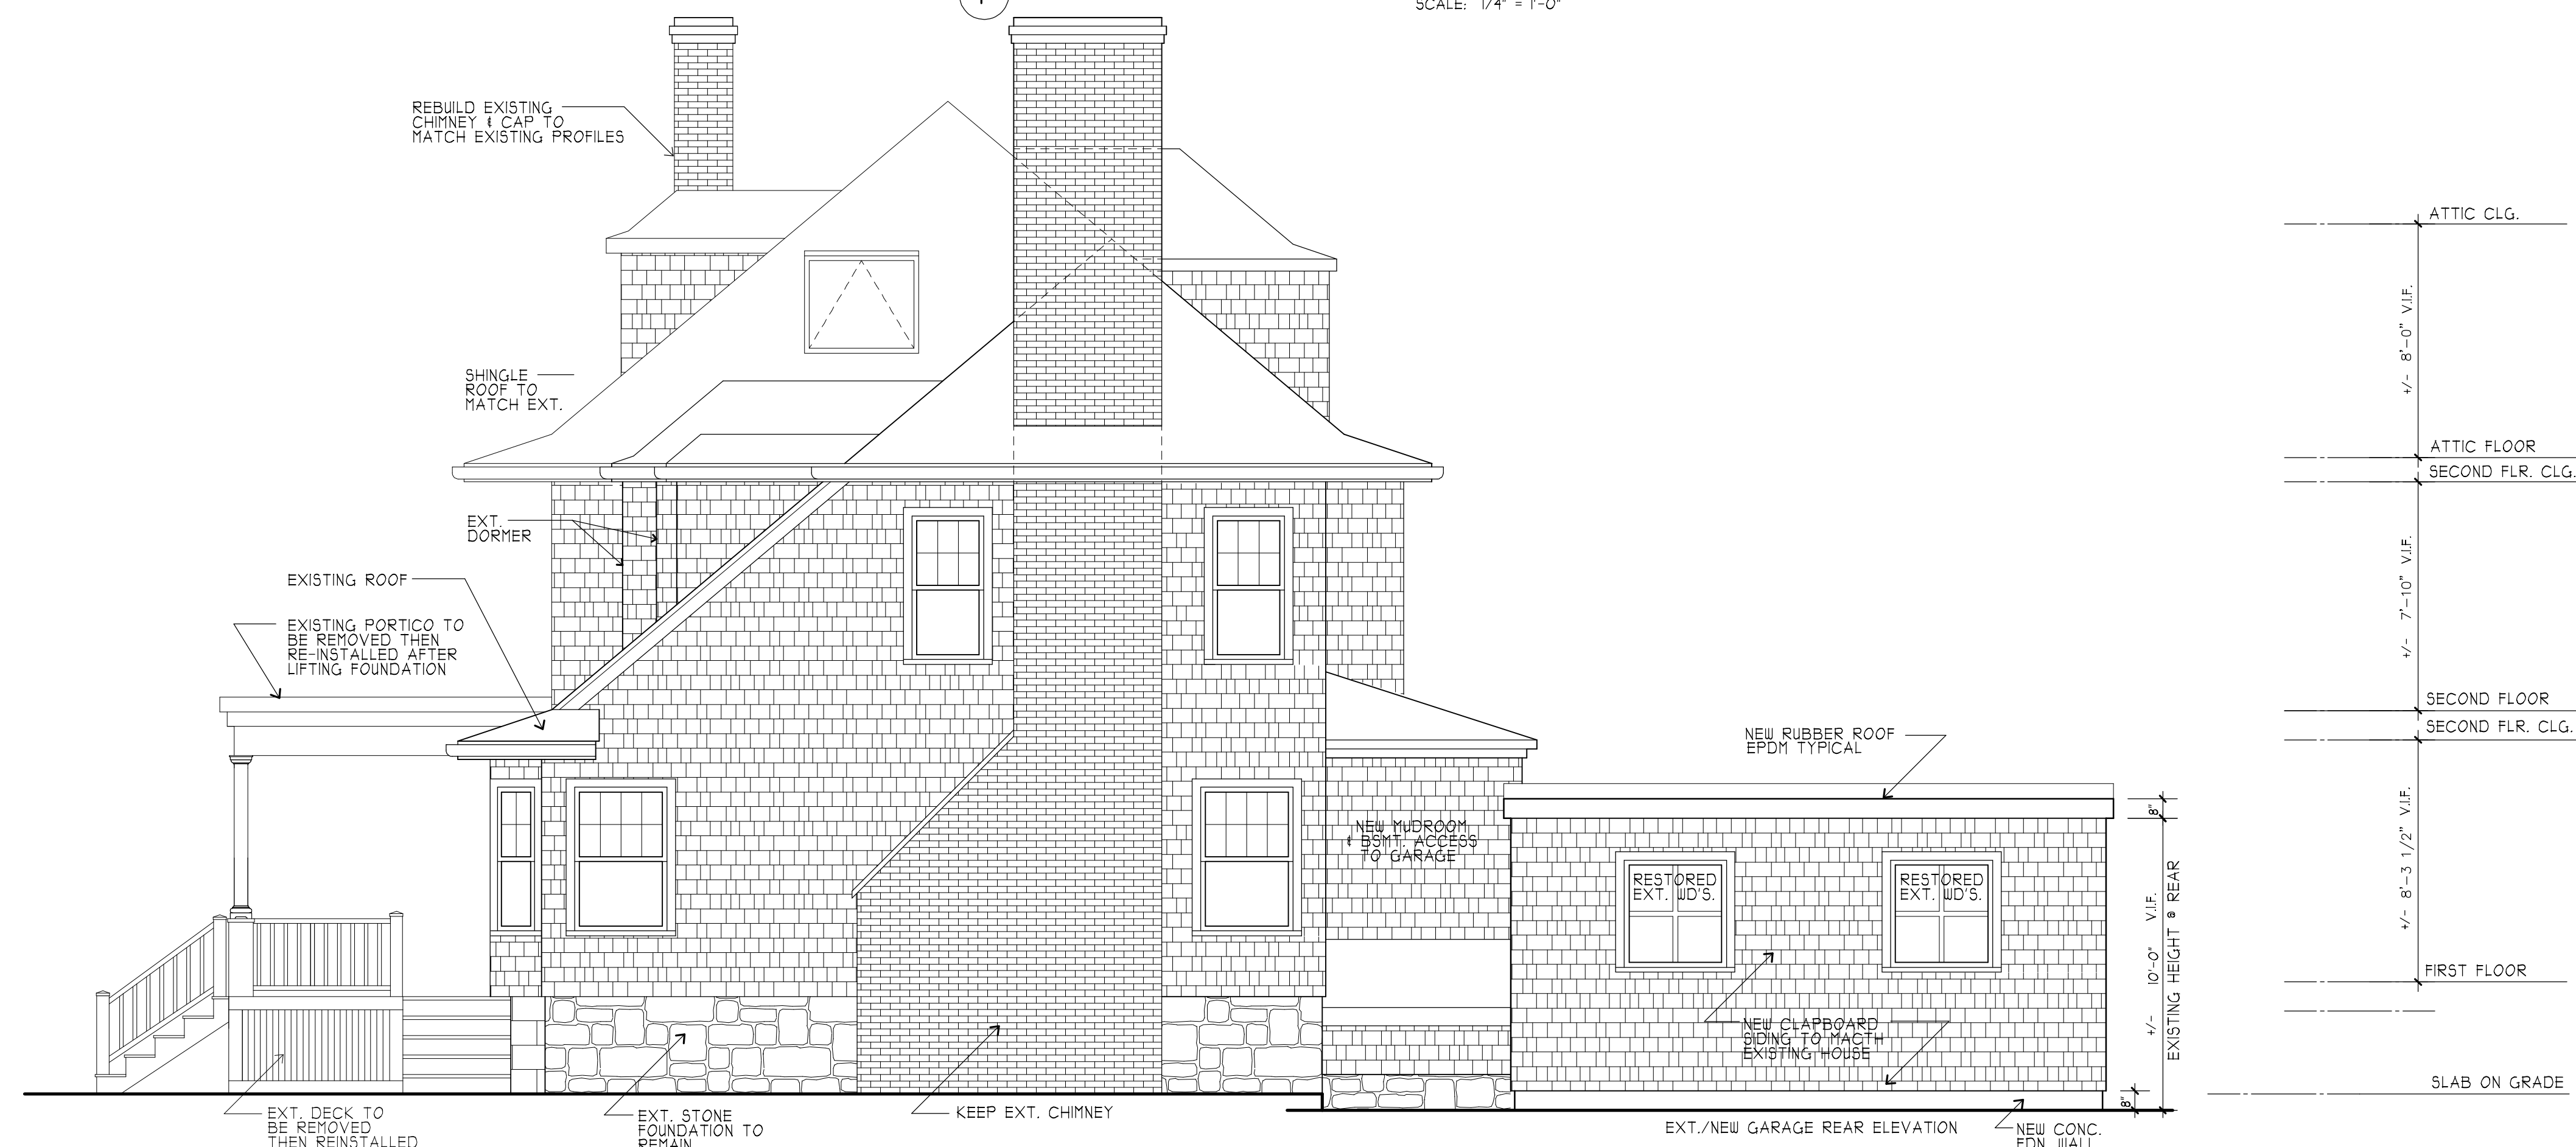 SCALE: 1/4" = 1'-0"
REBUILD EXISTING
CHIMNEY & CAP TO
MATCH EXISTING PROFILES
SHINGLE
ROOF TO
MATCH EXT.
EXT.
DORMER
EXISTING ROOF
EXISTING PORTICO TO
BE REMOVED THEN
RE-INSTALLED AFTER
LIFTING FOUNDATION
NEW RUBBER ROOF
EPDM TYPICAL
NEW MUDROOM
& BSMT. ACCESS
TO GARAGE
RESTORED
EXT. WD'S.
RESTORED
EXT. WD'S.
NEW CLAPBOARD
SIDING TO MACTH
EXISTING HOUSE
8"
+/- 10'-0" V.I.F.
EXISTING HEIGHT @ REAR
8"
ATTIC CLG.
+/- 8'-0" V.I.F.
ATTIC FLOOR
SECOND FLR. CLG.
+/- 7'-10" V.I.F.
SECOND FLOOR
SECOND FLR. CLG.
+/- 8'-3 1/2" V.I.F.
FIRST FLOOR
SLAB ON GRADE
EXT. DECK TO
BE REMOVED
THEN REINSTALLED
EXT. STONE
FOUNDATION TO
REMAIN
KEEP EXT. CHIMNEY
EXT./NEW GARAGE REAR ELEVATION
NEW CONC.
FDN. WALL